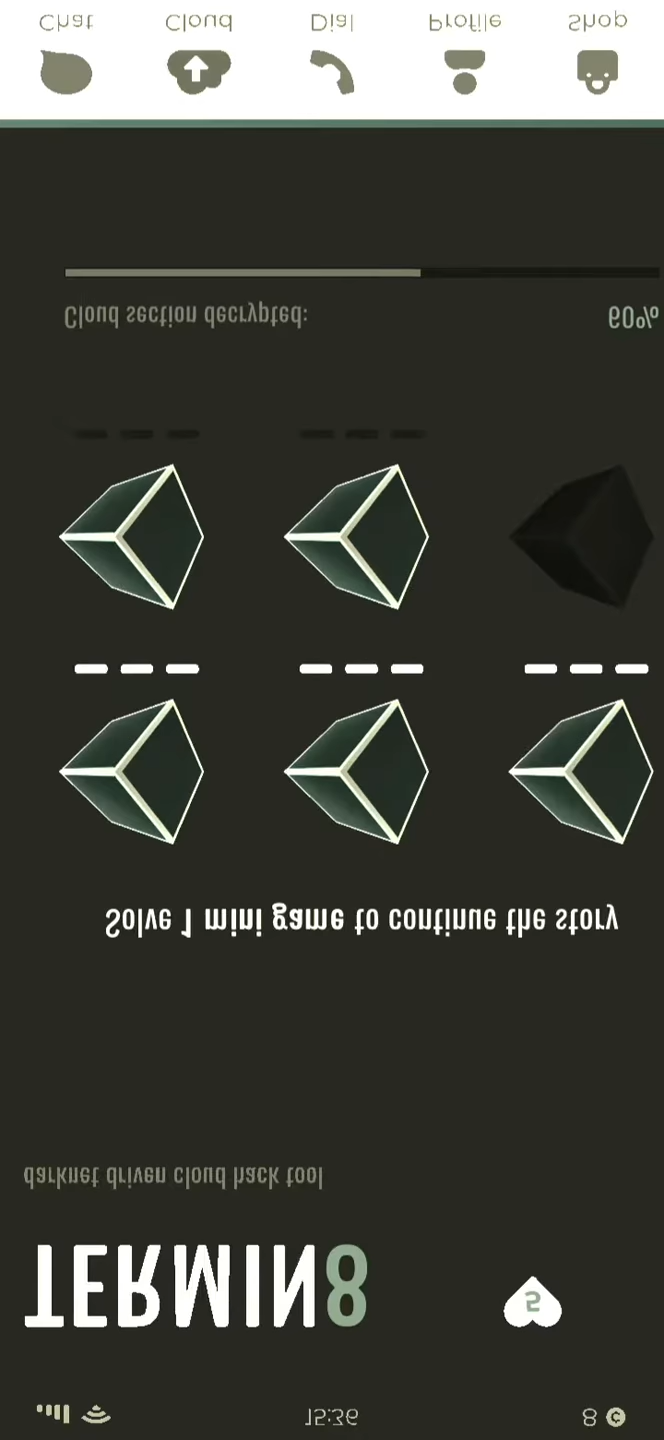 15:36
8
TERMIN8
5
darknet driven cloud hack tool
Solve 1 mini game to continue the story
Cloud section decrypted:
60%
Chat
Cloud
Dial
Profile
Shop